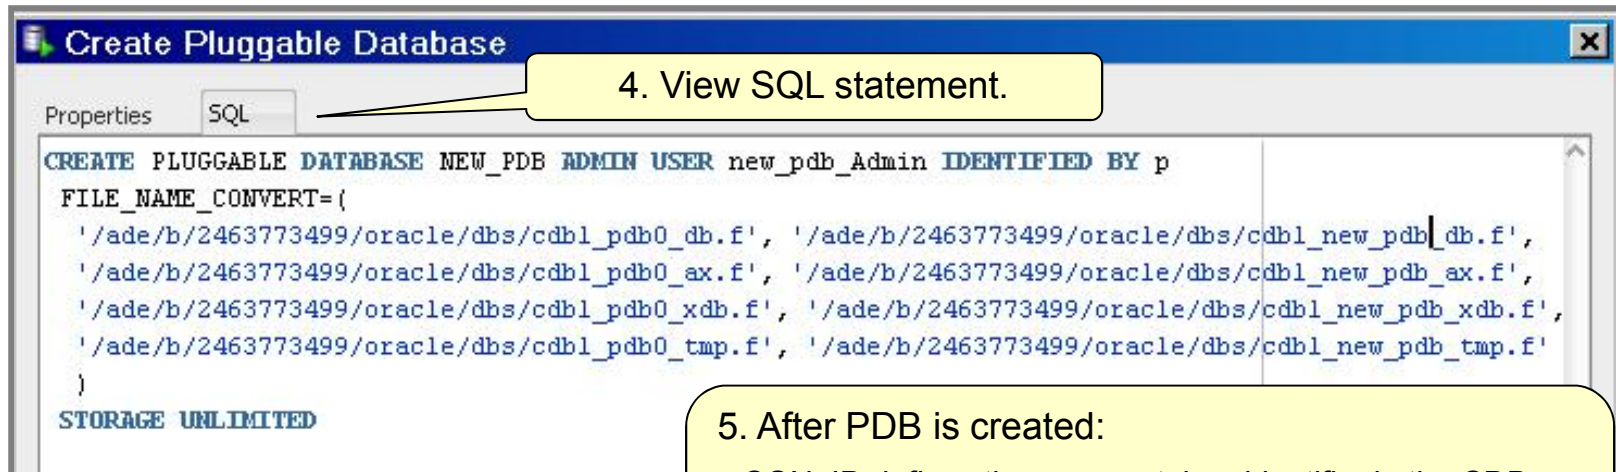 Create Pluggable Database
4. View SQL statement.
Properties SQL
CREATE PLUGGABLE DATABASE NEW_PDB ADMIN USER new_pdb_Admin IDENTIFIED BY p
FILE_NAME_CONVERT=(
'/ade/b/2463773499/oracle/dbs/cdb1_pdb0_db.f', '/ade/b/2463773499/oracle/dbs/cdb1_new_pdb_db.f',
'/ade/b/2463773499/oracle/dbs/cdb1_pdb0_ax.f', '/ade/b/2463773499/oracle/dbs/cdb1_new_pdb_ax.f',
'/ade/b/2463773499/oracle/dbs/cdb1_pdb0_xdb.f', '/ade/b/2463773499/oracle/dbs/cdb1_new_pdb_xdb.f',
'/ade/b/2463773499/oracle/dbs/cdb1_pdb0_tmp.f', '/ade/b/2463773499/oracle/dbs/cdb1_new_pdb_tmp.f'
)
STORAGE UNLIMITED
5. After PDB is created: